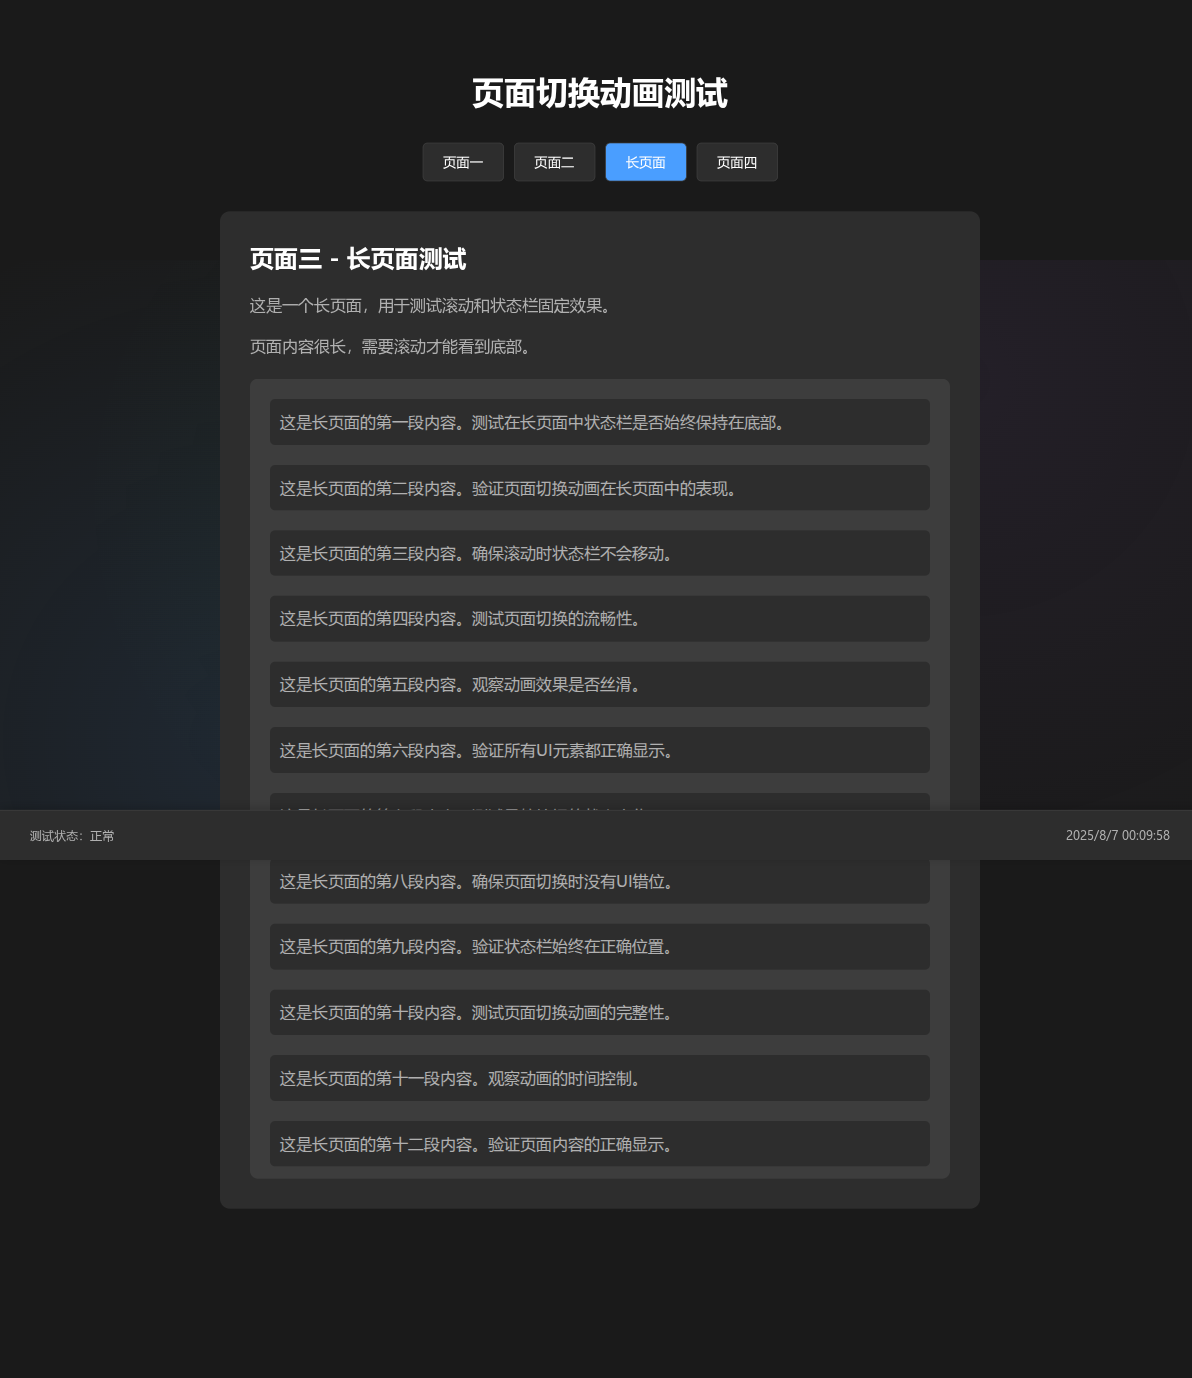 页面切换动画测试
页面一
页面二
长页面
页面四
页面三 - 长页面测试
这是一个长页面，用于测试滚动和状态栏固定效果。
页面内容很长，需要滚动才能看到底部。
这是长页面的第一段内容。测试在长页面中状态栏是否始终保持在底部。
这是长页面的第二段内容。验证页面切换动画在长页面中的表现。
这是长页面的第三段内容。确保滚动时状态栏不会移动。
这是长页面的第四段内容。测试页面切换的流畅性。
这是长页面的第五段内容。观察动画效果是否丝滑。
这是长页面的第六段内容。验证所有UI元素都正确显示。
测试状态：正常
2025/8/7 00:09:58
这是长页面的第八段内容。确保页面切换时没有UI错位。
这是长页面的第九段内容。验证状态栏始终在正确位置。
这是长页面的第十段内容。测试页面切换动画的完整性。
这是长页面的第十一段内容。观察动画的时间控制。
这是长页面的第十二段内容。验证页面内容的正确显示。